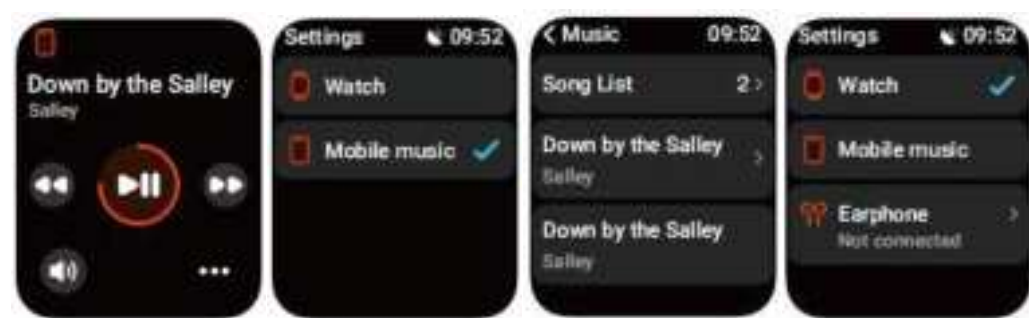 Down by the Salley
Salley
Settings 09:52
Watch
Mobile music
< Music 09:52
Song List 2 >
Down by the Salley >
Salley
Down by the Salley
Salley
Settings 09:52
Watch
Mobile music
Earphone >
Not connected